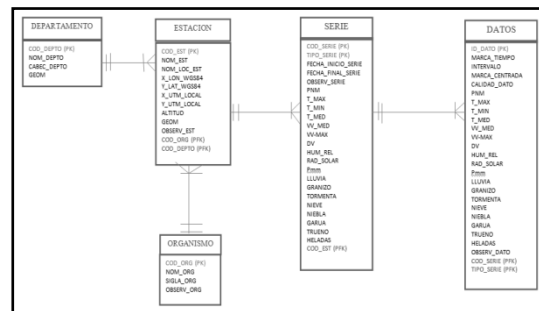 DEPARTAMENTO
COD_DEPTO (PK)
NOM_DEPTO
CABEC_DEPTO
GEOM
ESTACION
COD_EST (PK)
NOM_EST
NOM_LOC_EST
X_LON_WGS84
Y_LAT_WGS84
X_UTM_LOCAL
Y_UTM_LOCAL
ALTITUD
GEOM
OBSERV_EST
COD_ORG (PFK)
COD_DEPTO (PFK)
ORGANISMO
COD_ORG (PK)
NOM_ORG
SIGLA_ORG
OBSERV_ORG
SERIE
COD_SERIE (PK)
TIPO_SERIE (PK)
FECHA_INICIO_SERIE
FECHA_FINAL_SERIE
OBSERV_SERIE
PNM
T_MAX
T_MIN
T_MED
VV_MED
VV-MAX
DV
HUM_REL
RAD_SOLAR
Pmm
LLUVIA
GRANIZO
TORMENTA
NIEVE
NIEBLA
GARUA
TRUENO
HELADAS
COD_EST (PFK)
DATOS
ID_DATO (PK)
MARCA_TIEMPO
INTERVALO
MARCA_CENTRADA
CALIDAD_DATO
PNM
T_MAX
T_MIN
T_MED
VV_MED
VV-MAX
DV
HUM_REL
RAD_SOLAR
Pmm
LLUVIA
GRANIZO
TORMENTA
NIEVE
NIEBLA
GARUA
TRUENO
HELADAS
OBSERV_DATO
COD_SERIE (PFK)
TIPO_SERIE (PFK)